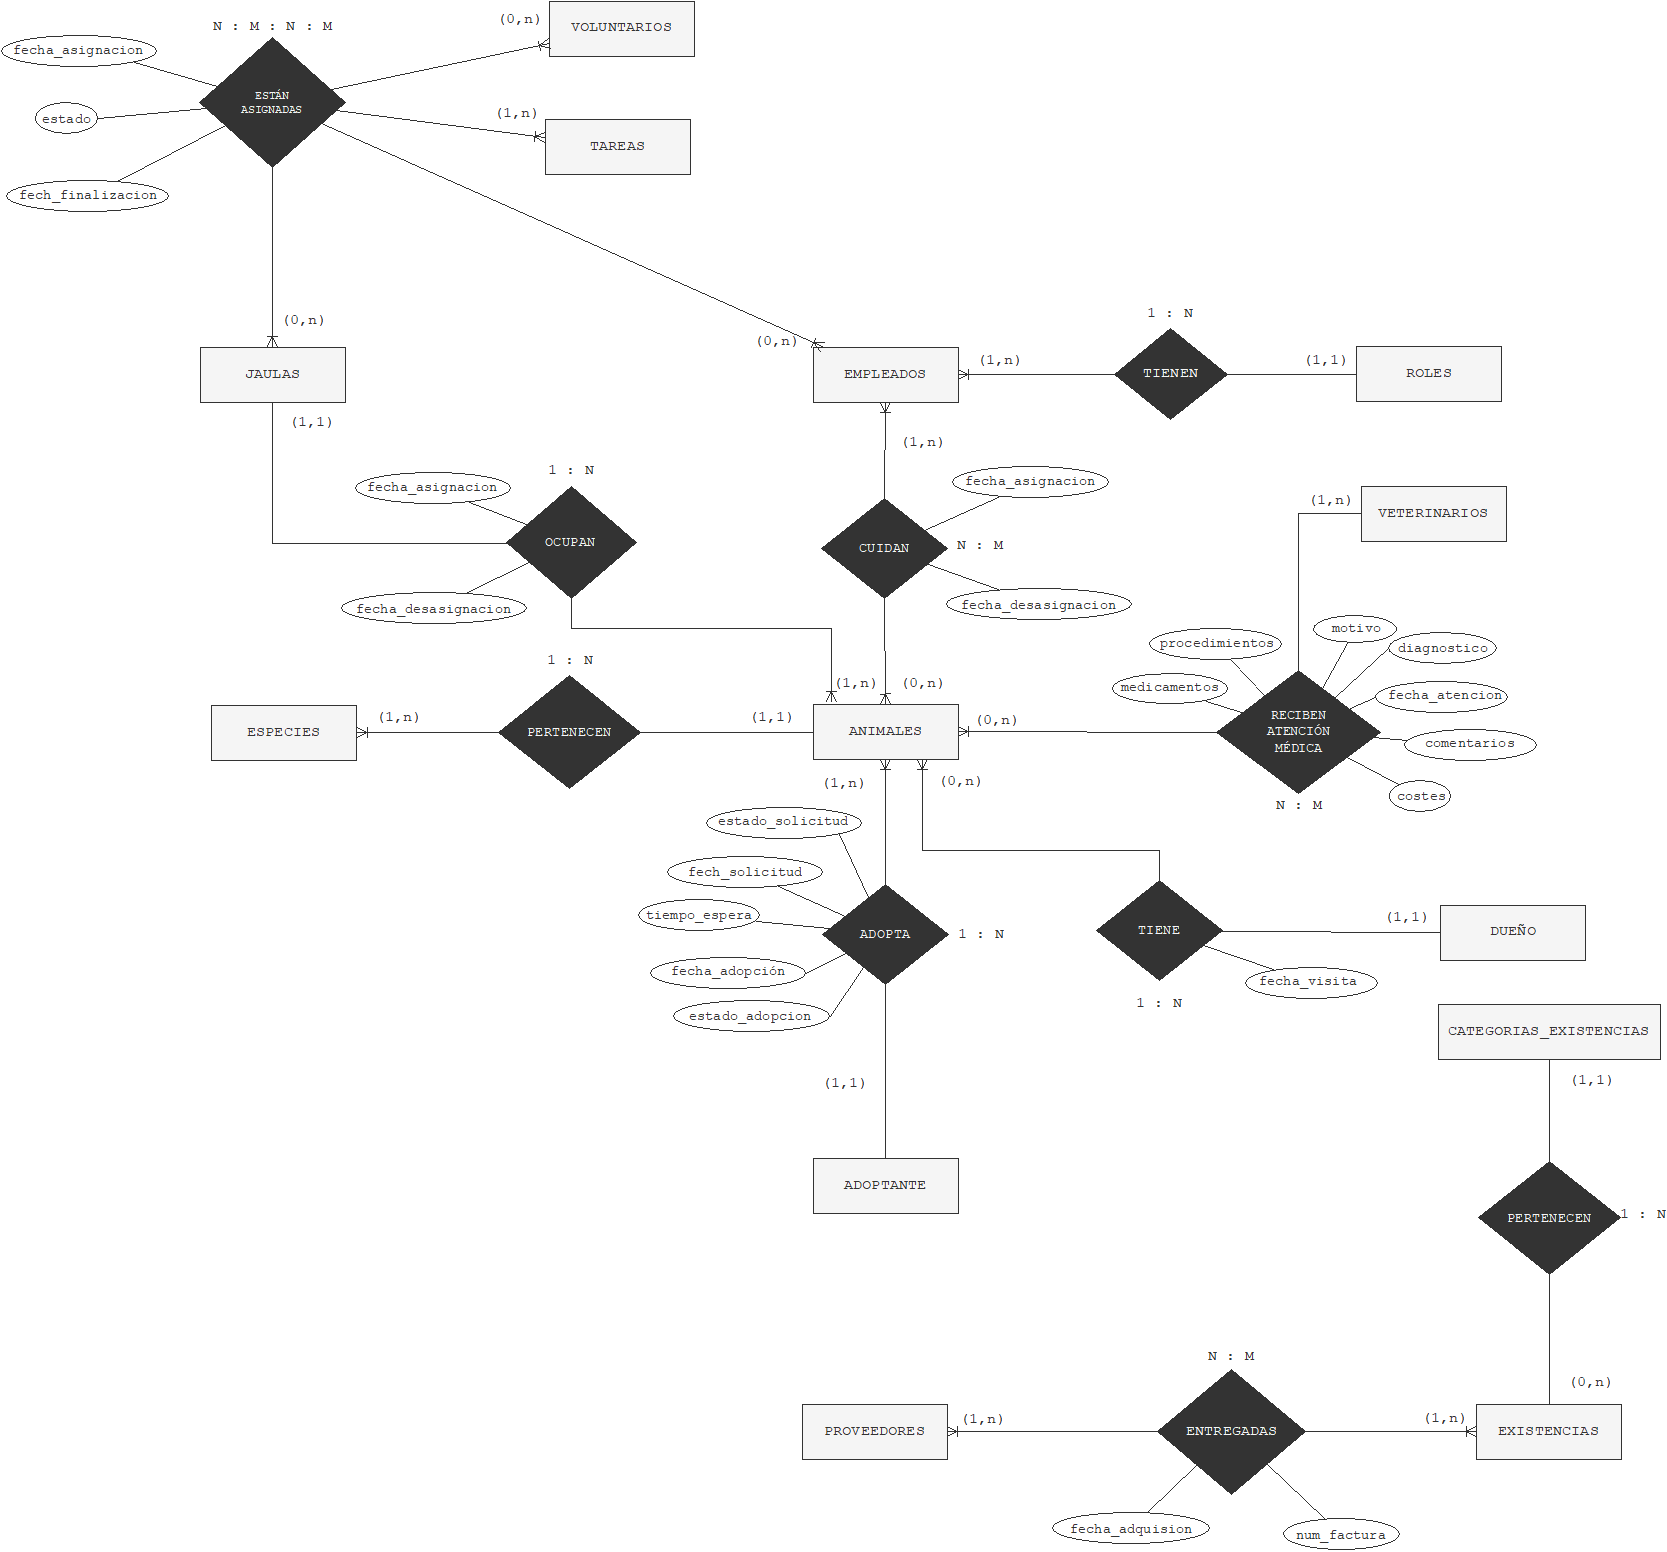 N : M : N : M
(0,n)
VOLUNTARIOS
fecha_asignacion
ESTÁN
ASIGNADAS
estado
(1,n)
TAREAS
fech_finalizacion
(0,n)
(0,n)
1 : N
JAULAS
EMPLEADOS
(1,n)
TIENEN
(1,1)
ROLES
(1,1)
(1,n)
1 : N
fecha_asignacion
fecha_asignacion
(1,n)
VETERINARIOS
OCUPAN
CUIDAN
N : M
fecha_desasignacion
fecha_desasignacion
procedimientos
motivo
diagnostico
1 : N
(1,n)
(0,n)
medicamentos
fecha_atencion
ESPECIES
(1,n)
PERTENECEN
(1,1)
ANIMALES
(0,n)
RECIBEN
ATENCIÓN
MÉDICA
comentarios
(1,n)
(0,n)
costes
N : M
estado_solicitud
fech_solicitud
tiempo_espera
ADOPTA
1 : N
TIENE
(1,1)
DUEÑO
fecha_adopción
fecha_visita
estado_adopcion
1 : N
CATEGORIAS_EXISTENCIAS
(1,1)
(1,1)
ADOPTANTE
PERTENECEN
1 : N
N : M
(0,n)
PROVEEDORES
(1,n)
ENTREGADAS
(1,n)
EXISTENCIAS
fecha_adquision
num_factura